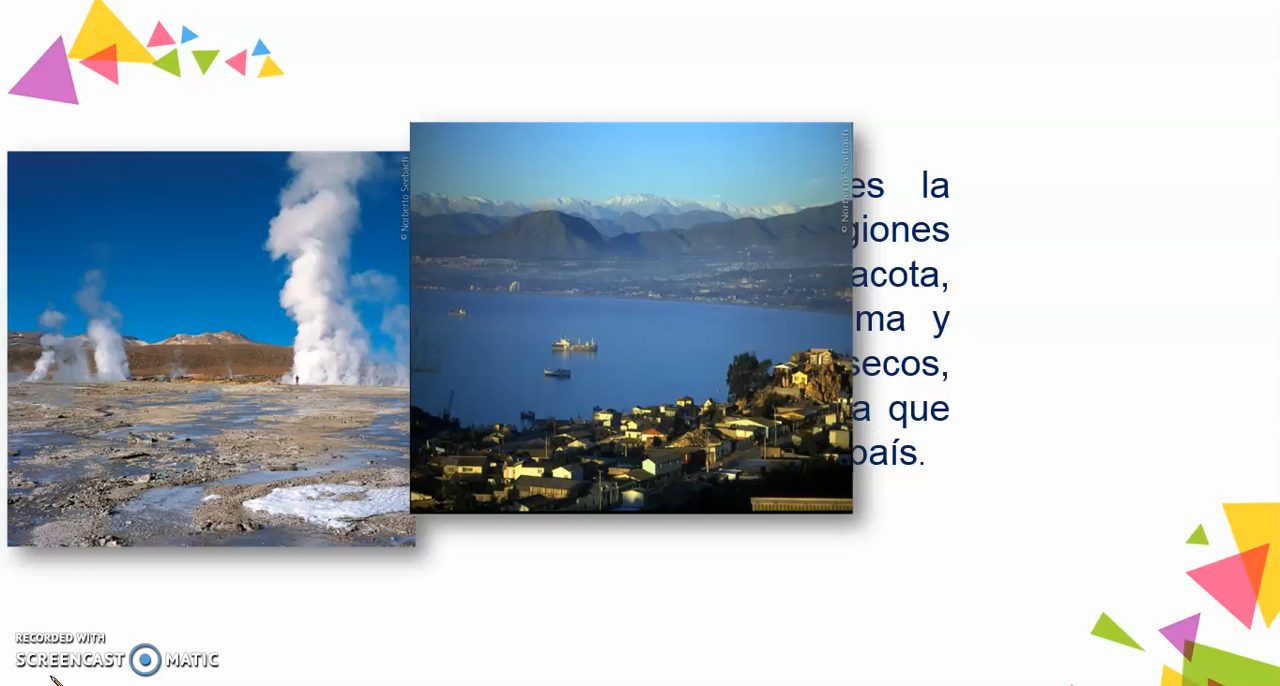 © Norberto Seebach
© Norberto Seebach
es la
giones
acota,
ma y
secos,
a que
país.
RECORDED WITH
SCREENCAST MATIC